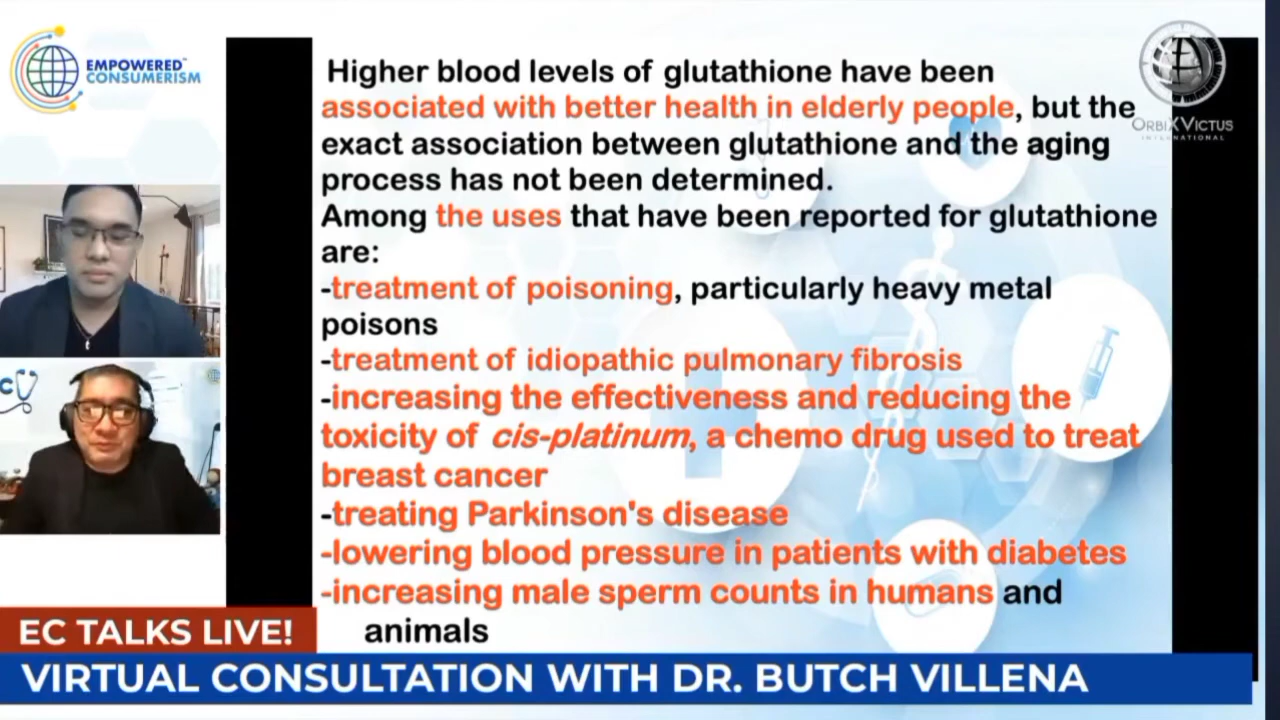 EMPOWERED™
CONSUMERISM
ORBIXVICTUS
INTERNATIONAL
Higher blood levels of glutathione have been
associated with better health in elderly people, but the
exact association between glutathione and the aging
process has not been determined.
Among the uses that have been reported for glutathione
are:
-treatment of poisoning, particularly heavy metal
poisons
-treatment of idiopathic pulmonary fibrosis
-increasing the effectiveness and reducing the
toxicity of cis-platinum, a chemo drug used to treat
breast cancer
-treating Parkinson's disease
-lowering blood pressure in patients with diabetes
-increasing male sperm counts in humans and
animals
EC TALKS LIVE!
VIRTUAL CONSULTATION WITH DR. BUTCH VILLENA